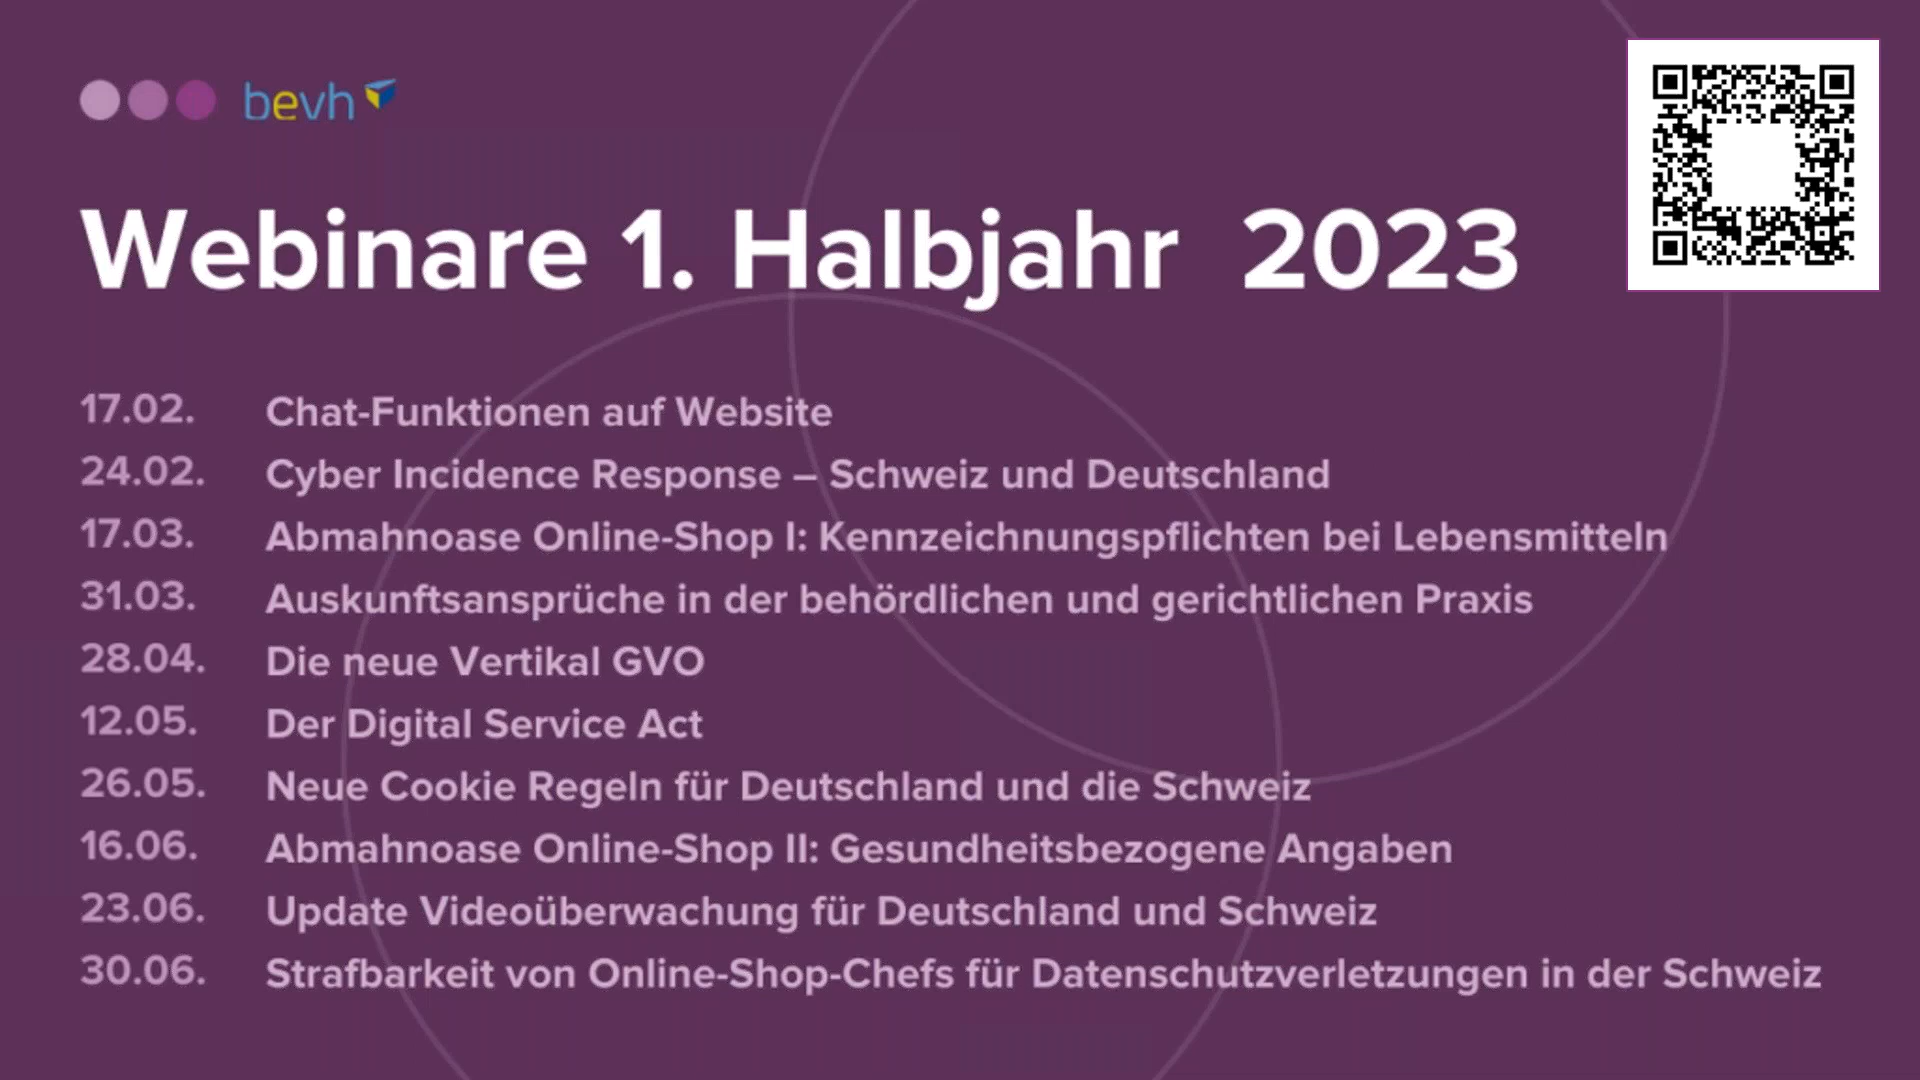 bevh
Webinare 1. Halbjahr 2023
17.02. Chat-Funktionen auf Website
24.02. Cyber Incidence Response – Schweiz und Deutschland
17.03. Abmahnoase Online-Shop I: Kennzeichnungspflichten bei Lebensmitteln
31.03. Auskunftsansprüche in der behördlichen und gerichtlichen Praxis
28.04. Die neue Vertikal GVO
12.05. Der Digital Service Act
26.05. Neue Cookie Regeln für Deutschland und die Schweiz
16.06. Abmahnoase Online-Shop II: Gesundheitsbezogene Angaben
23.06. Update Videoüberwachung für Deutschland und Schweiz
30.06. Strafbarkeit von Online-Shop-Chefs für Datenschutzverletzungen in der Schweiz